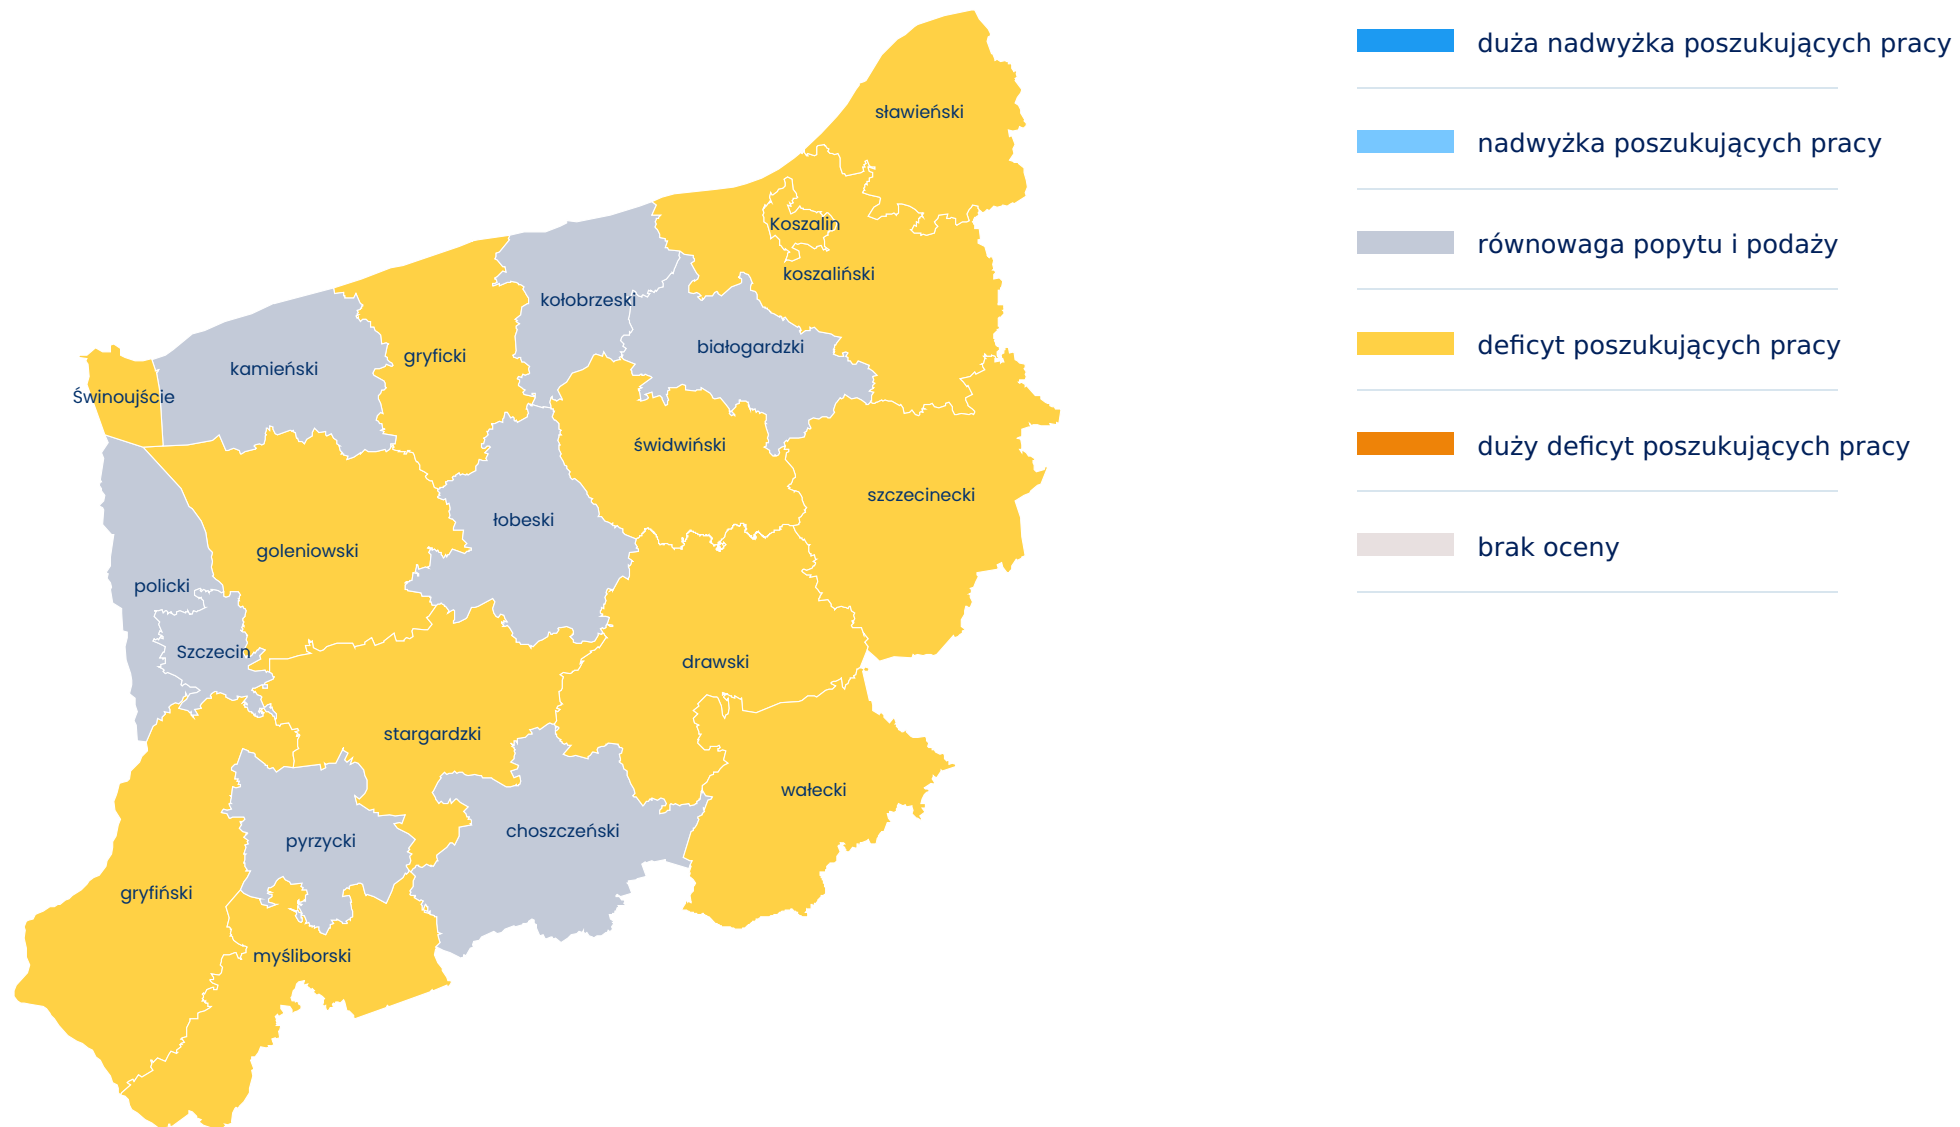 sławieński
Koszalin
koszaliński
kołobrzeski
białogardzki
gryficki
kamieński
Świnoujście
świdwiński
szczecinecki
łobeski
goleniowski
policki
Szczecin
drawski
stargardzki
wałecki
choszczeński
pyrzycki
gryfiński
myśliborski
duża nadwyżka poszukujących pracy
nadwyżka poszukujących pracy
równowaga popytu i podaży
deficyt poszukujących pracy
duży deficyt poszukujących pracy
brak oceny